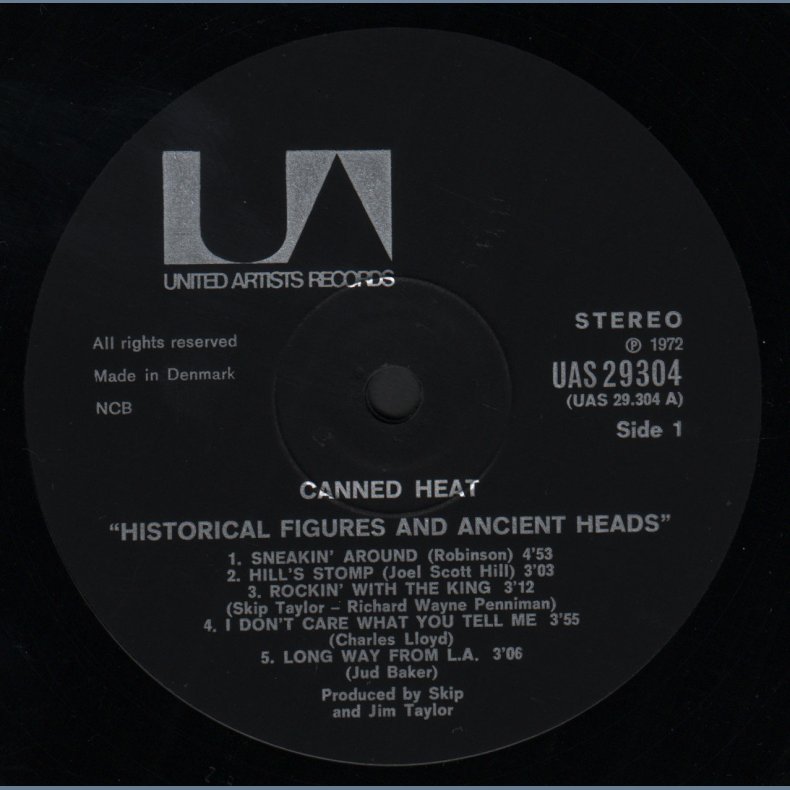 UA
UNITED ARTISTS RECORDS
All rights reserved
Made in Denmark
NCB
STEREO
℗ 1972
UAS 29304
(UAS 29.304 A)
Side 1
CANNED HEAT
“HISTORICAL FIGURES AND ANCIENT HEADS”
1. SNEAKIN’ AROUND (Robinson) 4’53
2. HILL’S STOMP (Joel Scott Hill) 3’03
3. ROCKIN’ WITH THE KING 3’12
(Skip Taylor – Richard Wayne Penniman)
4. I DON’T CARE WHAT YOU TELL ME 3’55
(Charles Lloyd)
5. LONG WAY FROM L.A. 3’06
(Jud Baker)
Produced by Skip
and Jim Taylor